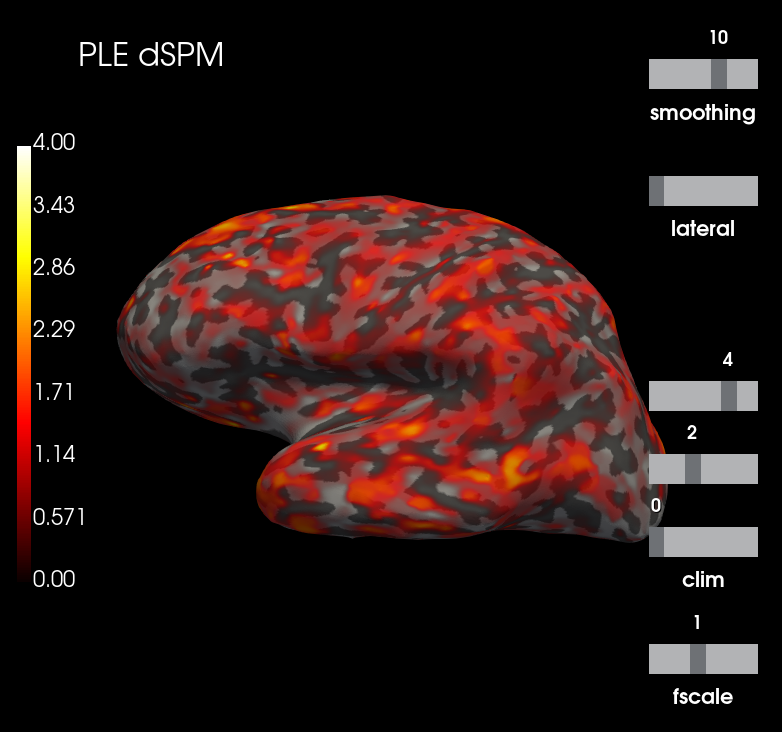 PLE dSPM
10
smoothing
4.00
3.43
2.86
2.29
1.71
1.14
0.571
0.00
lateral
4
2
0
clim
1
fscale